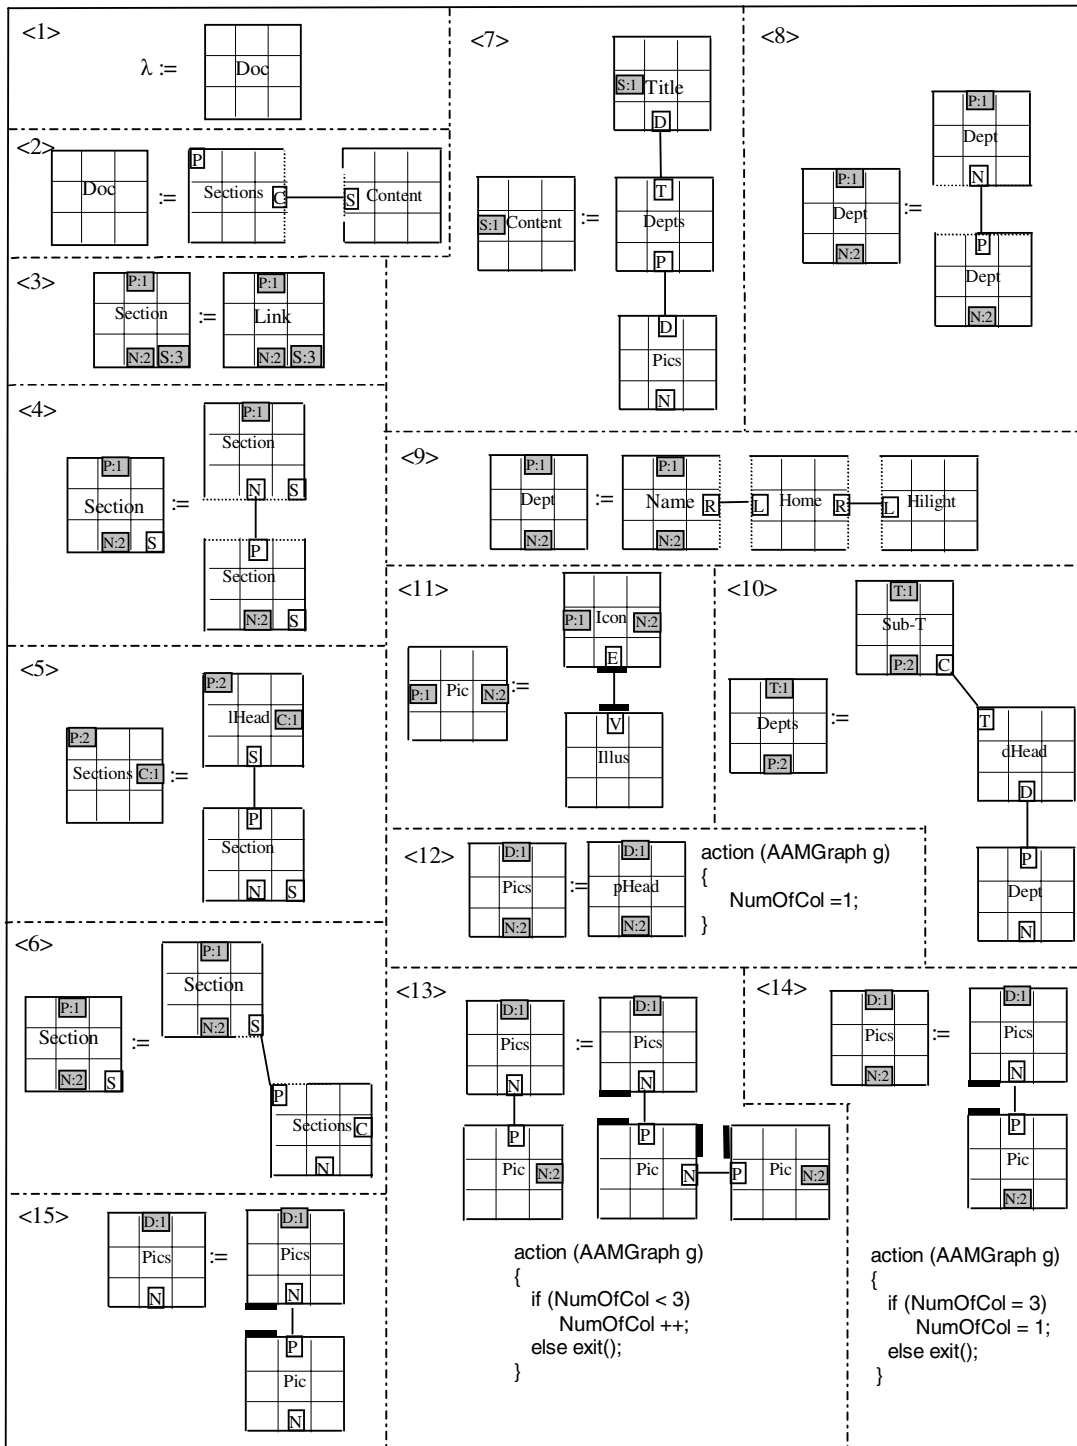 <1>
λ := Doc
<2>
Doc := P Sections C S Content
<3>
P:1 P:1
Section := Link
N:2 S:3 N:2 S:3
<4>
P:1
Section
P:1 N S
Section :=
N:2 S P
Section
N:2 S
<5>
P:2
lHead C:1
P:2 S
Sections C:1 :=
P
Section
N S
<6>
P:1
Section
P:1 N:2 S
Section :=
N:2 S P
Sections C
N
<7>
S:1 Title
D
T
S:1 Content := Depts
P
D
Pics
N
<8>
P:1
Dept
P:1 N
Dept :=
N:2 P
Dept
N:2
<9>
P:1 P:1
Dept := Name R L Home R L Hilight
N:2 N:2
<11>
P:1 Icon N:2
E
P:1 Pic N:2 :=
V
Illus
<10>
T:1
Sub-T
P:2 C
T:1 T
Depts := dHead
P:2 D
P
Dept
N
<12>
D:1 D:1
Pics := pHead
N:2 N:2
action (AAMGraph g)
{
NumOfCol =1;
}
<13>
D:1 D:1
Pics := Pics
N N
P P
Pic N:2 Pic N P Pic N:2
action (AAMGraph g)
{
if (NumOfCol < 3)
NumOfCol ++;
else exit();
}
<14>
D:1 D:1
Pics := Pics
N:2 N
P
Pic
N:2
action (AAMGraph g)
{
if (NumOfCol = 3)
NumOfCol = 1;
else exit();
}
<15>
D:1 D:1
Pics := Pics
N N
P
Pic
N